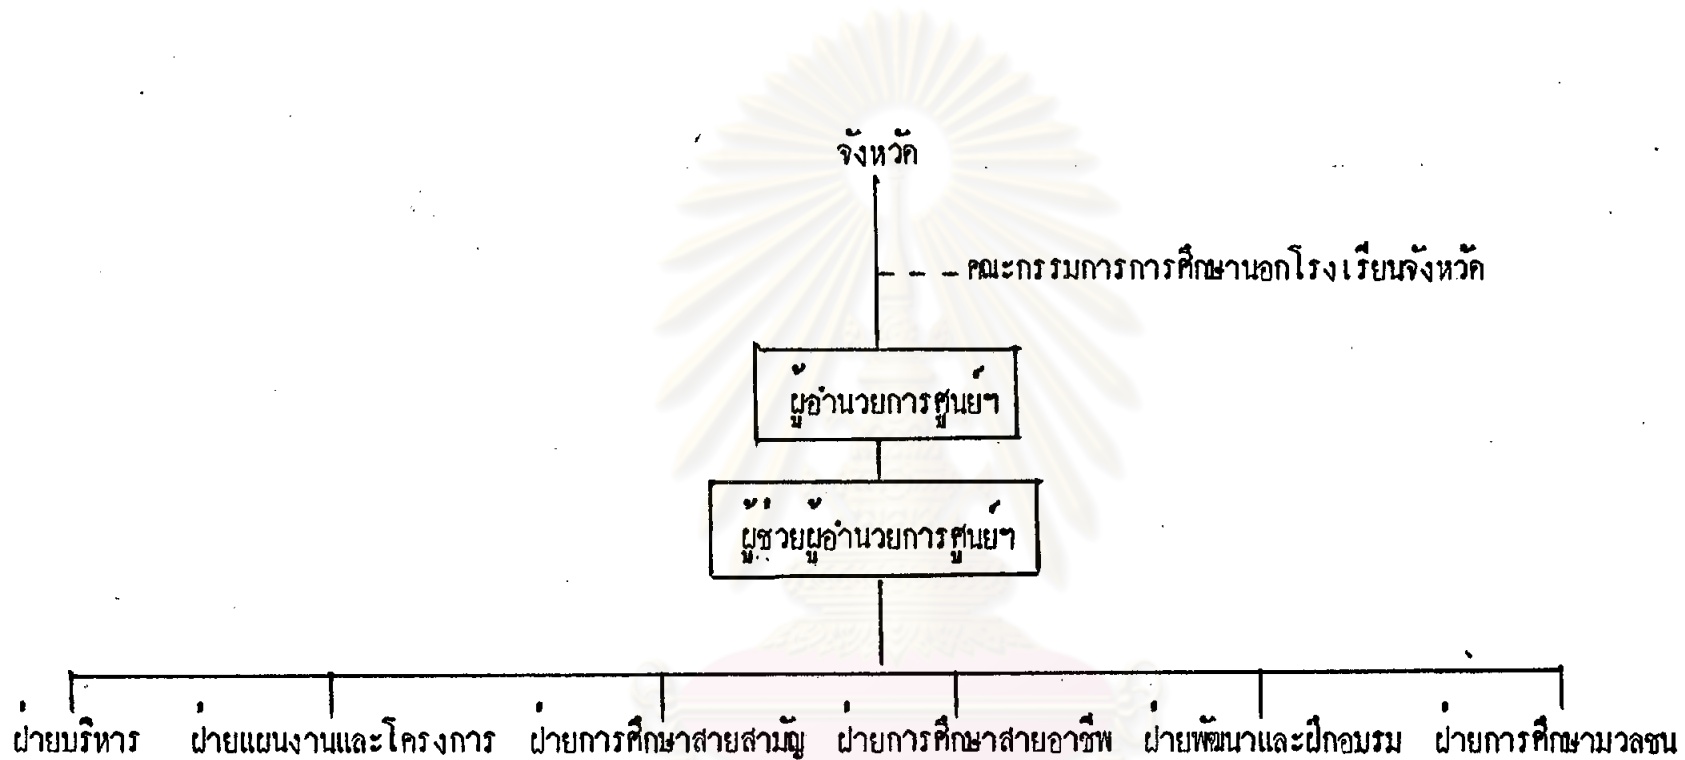 จังหวัด
คณะกรรมการการศึกษานอกโรงเรียนจังหวัด
ผู้อำนวยการศูนย์ฯ
ผู้ช่วยผู้อำนวยการศูนย์ฯ
ฝ่ายบริหาร ฝ่ายแผนงานและโครงการ ฝ่ายการศึกษาสายสามัญ ฝ่ายการศึกษาสายอาชีพ ฝ่ายพัฒนาและฝึกอบรม ฝ่ายการศึกษามวลชน